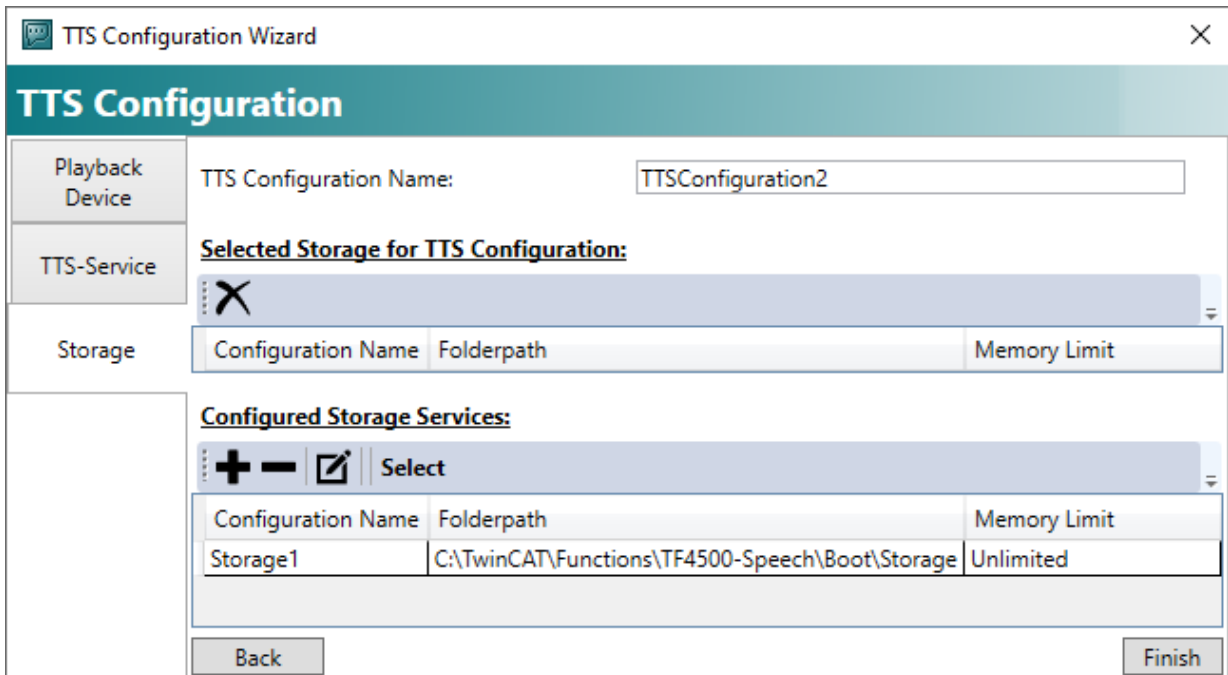 TTS Configuration Wizard
TTS Configuration
Playback
Device
TTS-Service
Storage
TTS Configuration Name: TTSConfiguration2
Selected Storage for TTS Configuration:
Configuration Name Folderpath Memory Limit
Configured Storage Services:
Select
Configuration Name Folderpath Memory Limit
Storage1 C:\TwinCAT\Functions\TF4500-Speech\Boot\Storage Unlimited
Back Finish